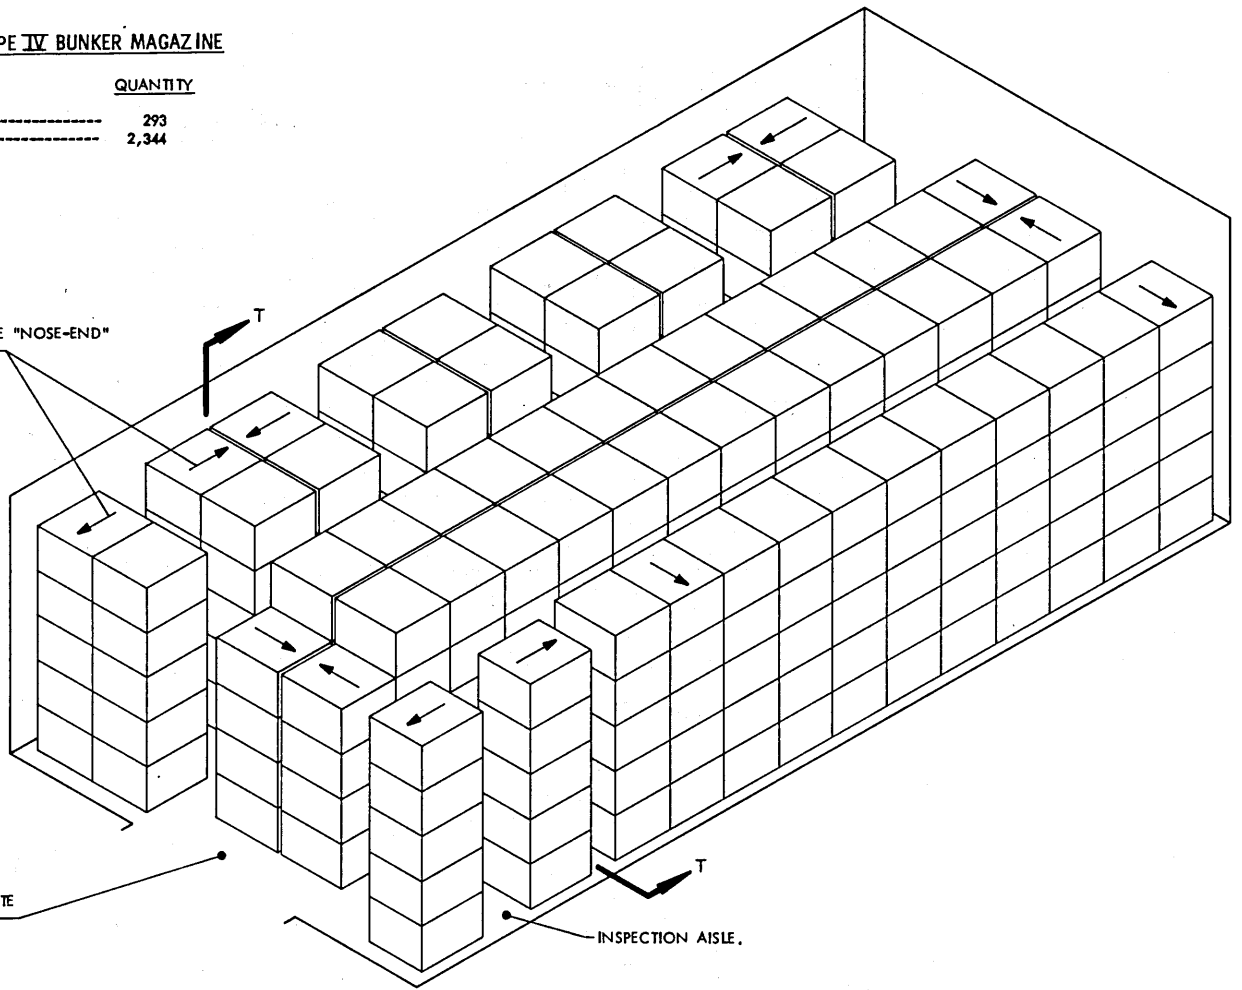 PE IV BUNKER MAGAZINE
QUANTITY
293
2,344
T
E "NOSE-END"
T
TE
INSPECTION AISLE.